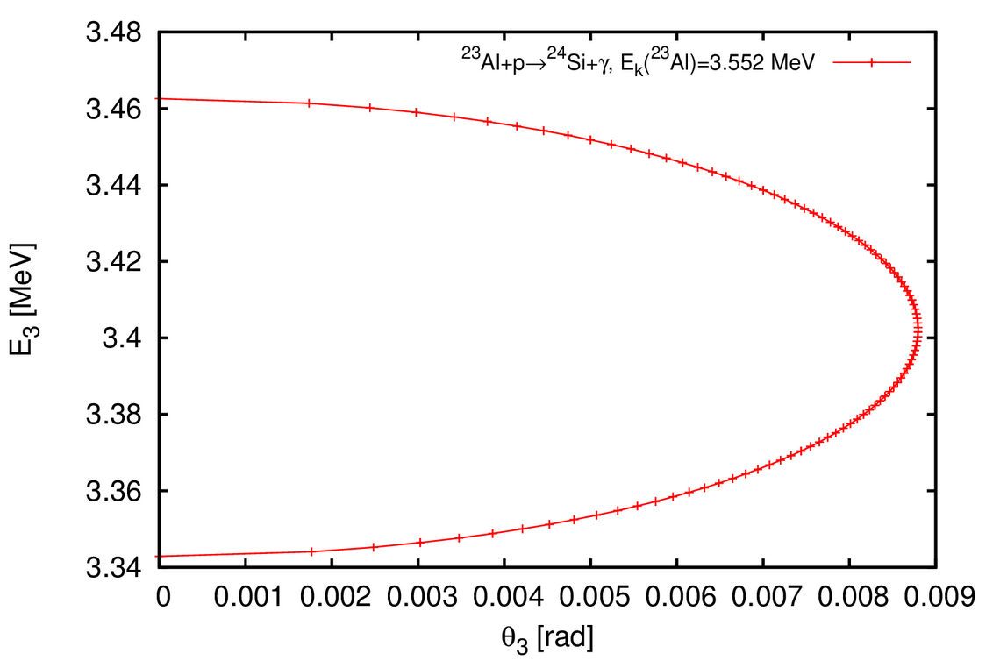 3.48
3.46
3.44
3.42
3.4
3.38
3.36
3.34
E₃ [MeV]
²³Al+p→²⁴Si+γ, Eₖ(²³Al)=3.552 MeV
0 0.001 0.002 0.003 0.004 0.005 0.006 0.007 0.008 0.009
θ₃ [rad]